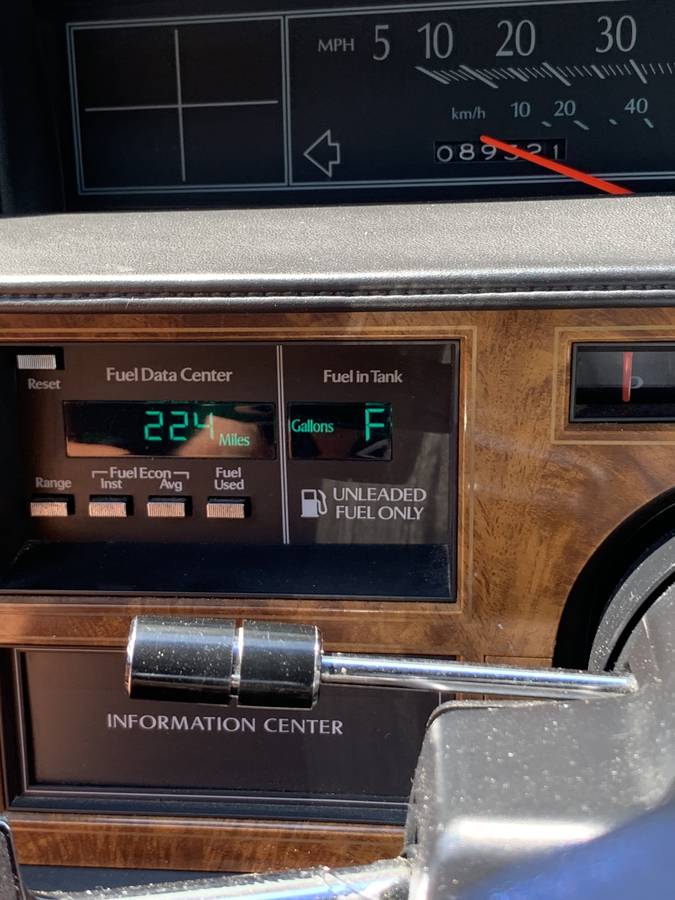 MPH 5 10 20 30
km/h 10 20 40
Reset
Fuel Data Center
Fuel in Tank
224 Miles
Gallons F
Range
Fuel Econ
Inst Avg
Fuel
Used
UNLEADED
FUEL ONLY
INFORMATION CENTER